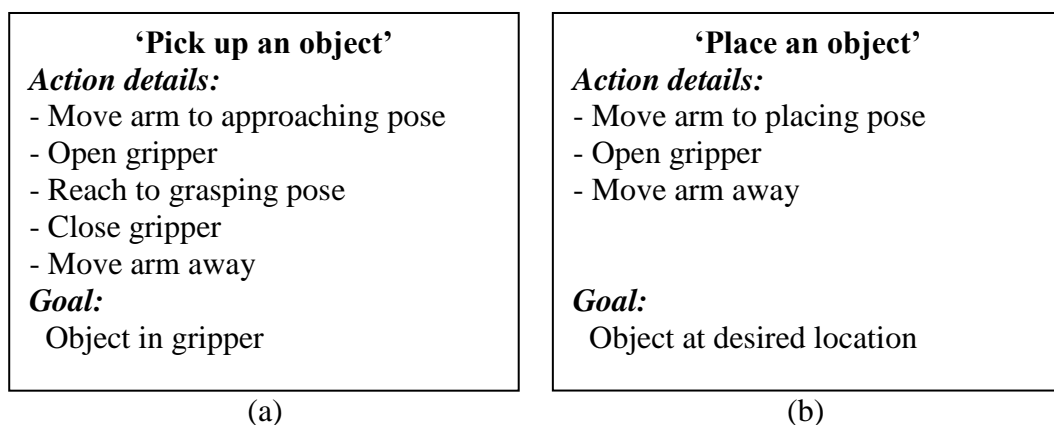 ‘Pick up an object’
Action details:
- Move arm to approaching pose
- Open gripper
- Reach to grasping pose
- Close gripper
- Move arm away
Goal:
Object in gripper
(a)
‘Place an object’
Action details:
- Move arm to placing pose
- Open gripper
- Move arm away
Goal:
Object at desired location
(b)